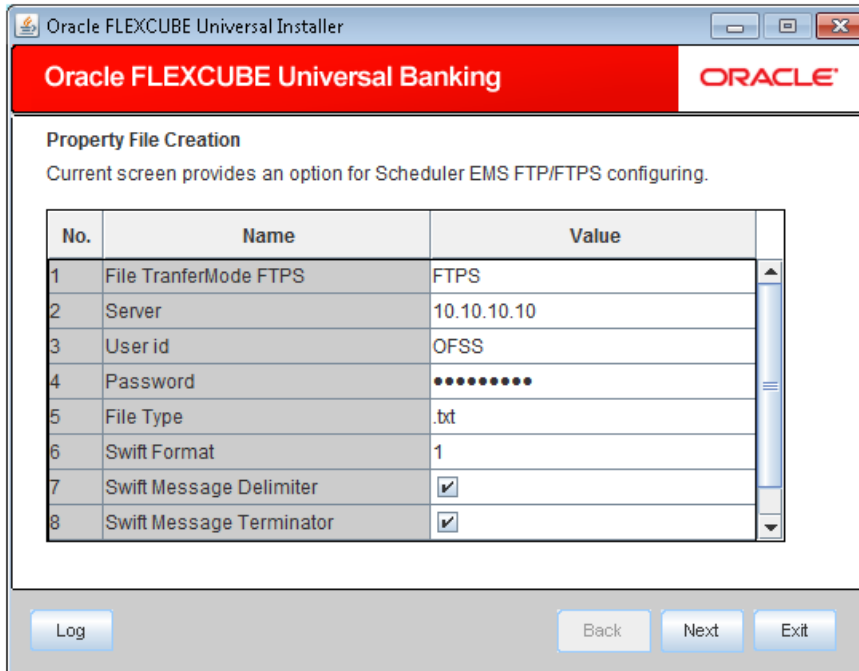 Oracle FLEXCUBE Universal Installer
Oracle FLEXCUBE Universal Banking ORACLE
Property File Creation
Current screen provides an option for Scheduler EMS FTP/FTPS configuring.
No. Name Value
1 File TranferMode FTPS FTPS
2 Server 10.10.10.10
3 User id OFSS
4 Password •••••••••
5 File Type .txt
6 Swift Format 1
7 Swift Message Delimiter
8 Swift Message Terminator
Log Back Next Exit